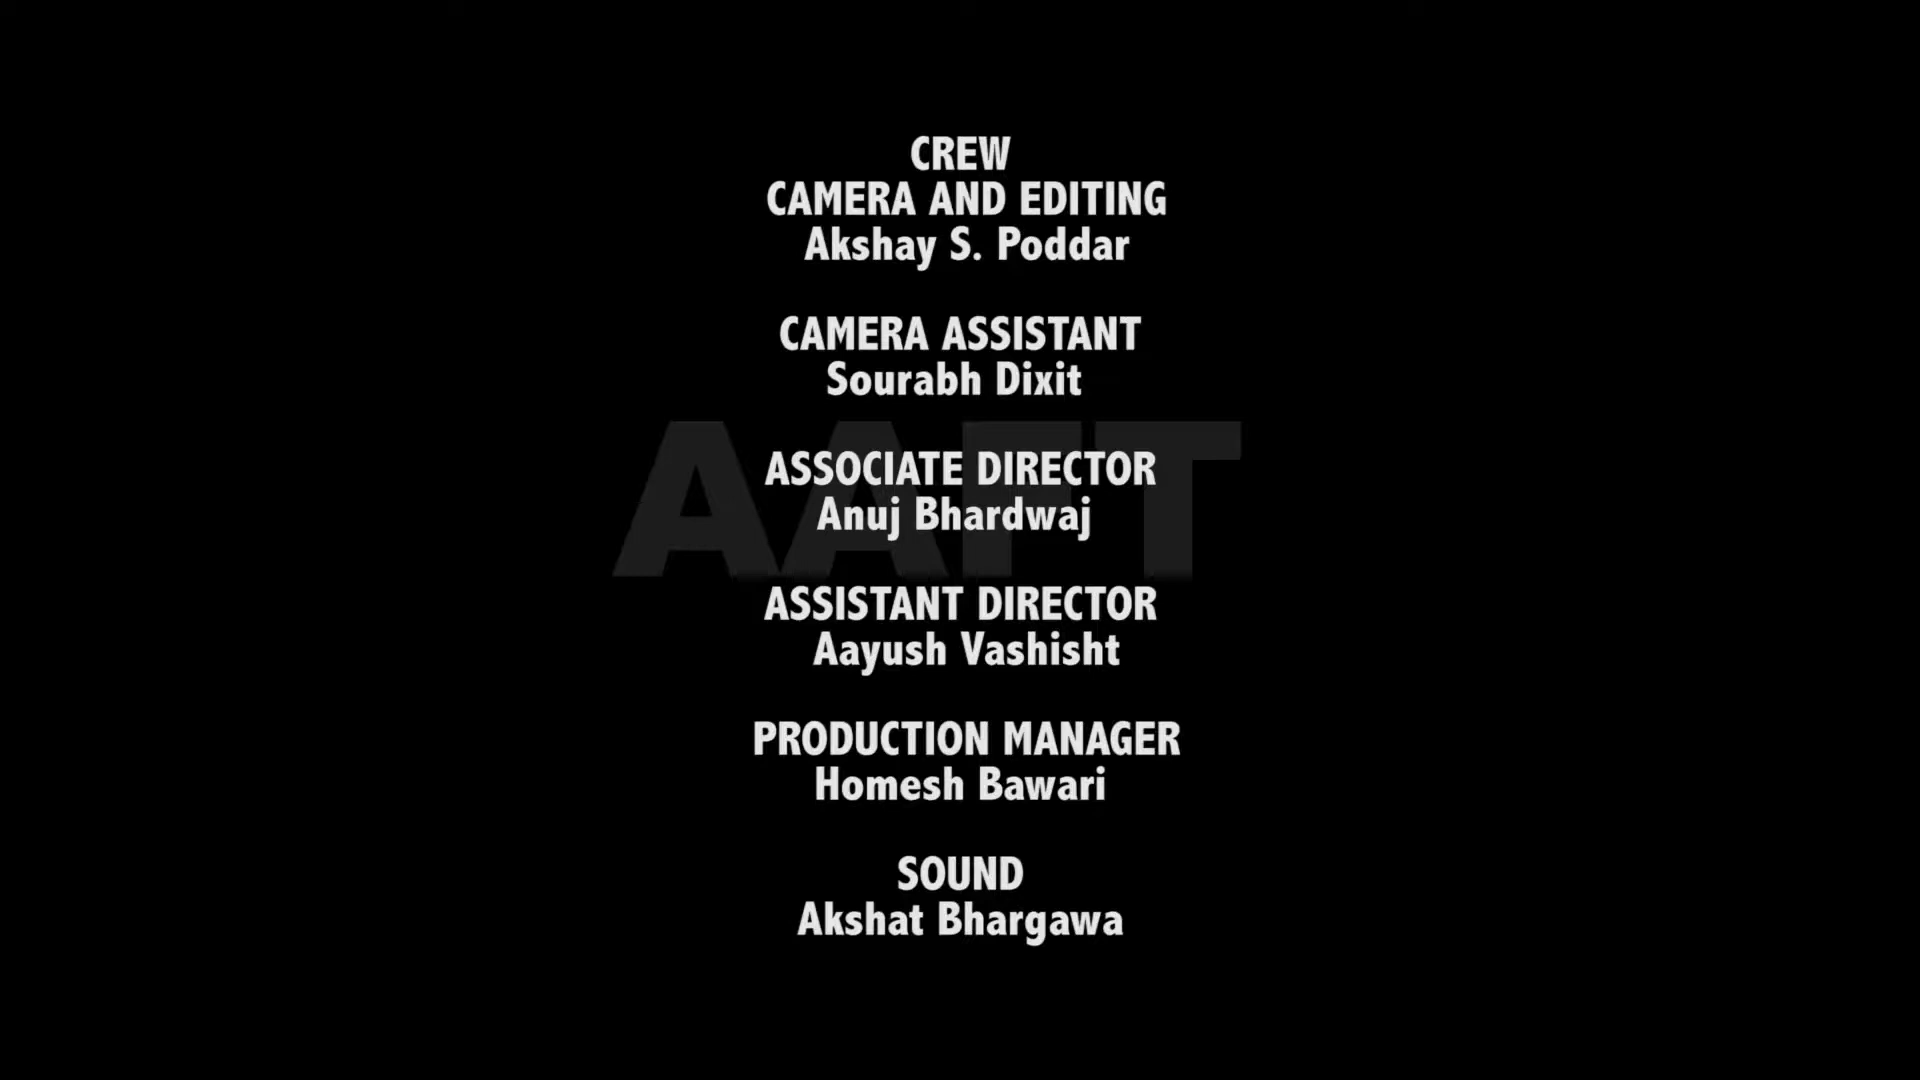 CREW
CAMERA AND EDITING
Akshay S. Poddar
CAMERA ASSISTANT
Sourabh Dixit
AAFT
ASSOCIATE DIRECTOR
Anuj Bhardwaj
ASSISTANT DIRECTOR
Aayush Vashisht
PRODUCTION MANAGER
Homesh Bawari
SOUND
Akshat Bhargawa